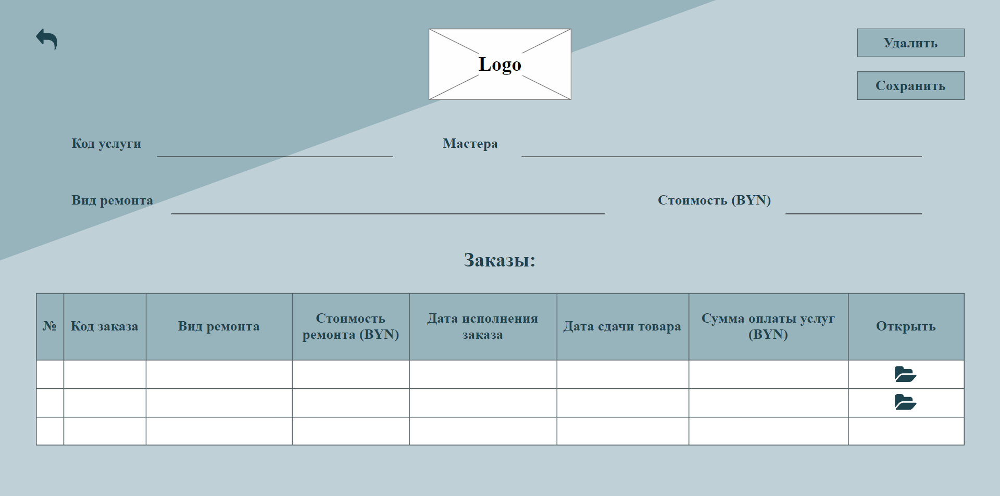 Logo
Удалить
Сохранить
Код услуги
Мастера
Вид ремонта
Стоимость (BYN)
Заказы:
№
Код заказа
Вид ремонта
Стоимость
ремонта (BYN)
Дата исполнения
заказа
Дата сдачи товара
Сумма оплаты услуг
(BYN)
Открыть